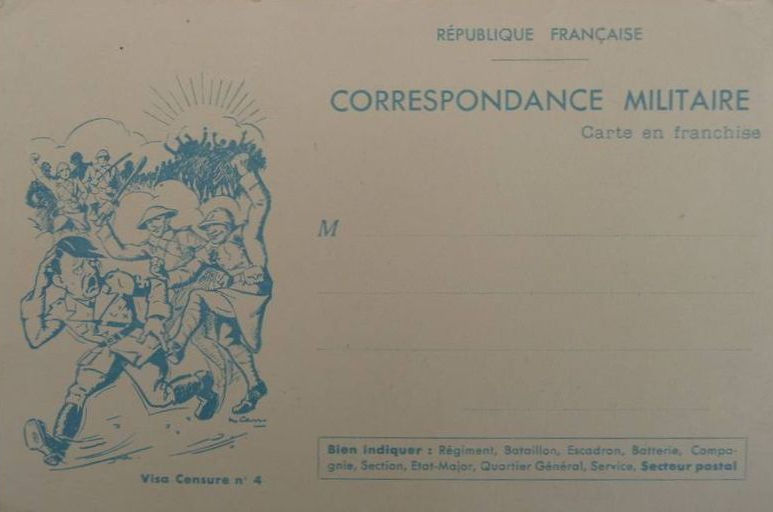 RÉPUBLIQUE FRANÇAISE
CORRESPONDANCE MILITAIRE
Carte en franchise
M
Bien indiquer : Régiment, Bataillon, Escadron, Batterie, Compa-
gnie, Section, Etat-Major, Quartier Général, Service, Secteur postal
Visa Censure n° 4